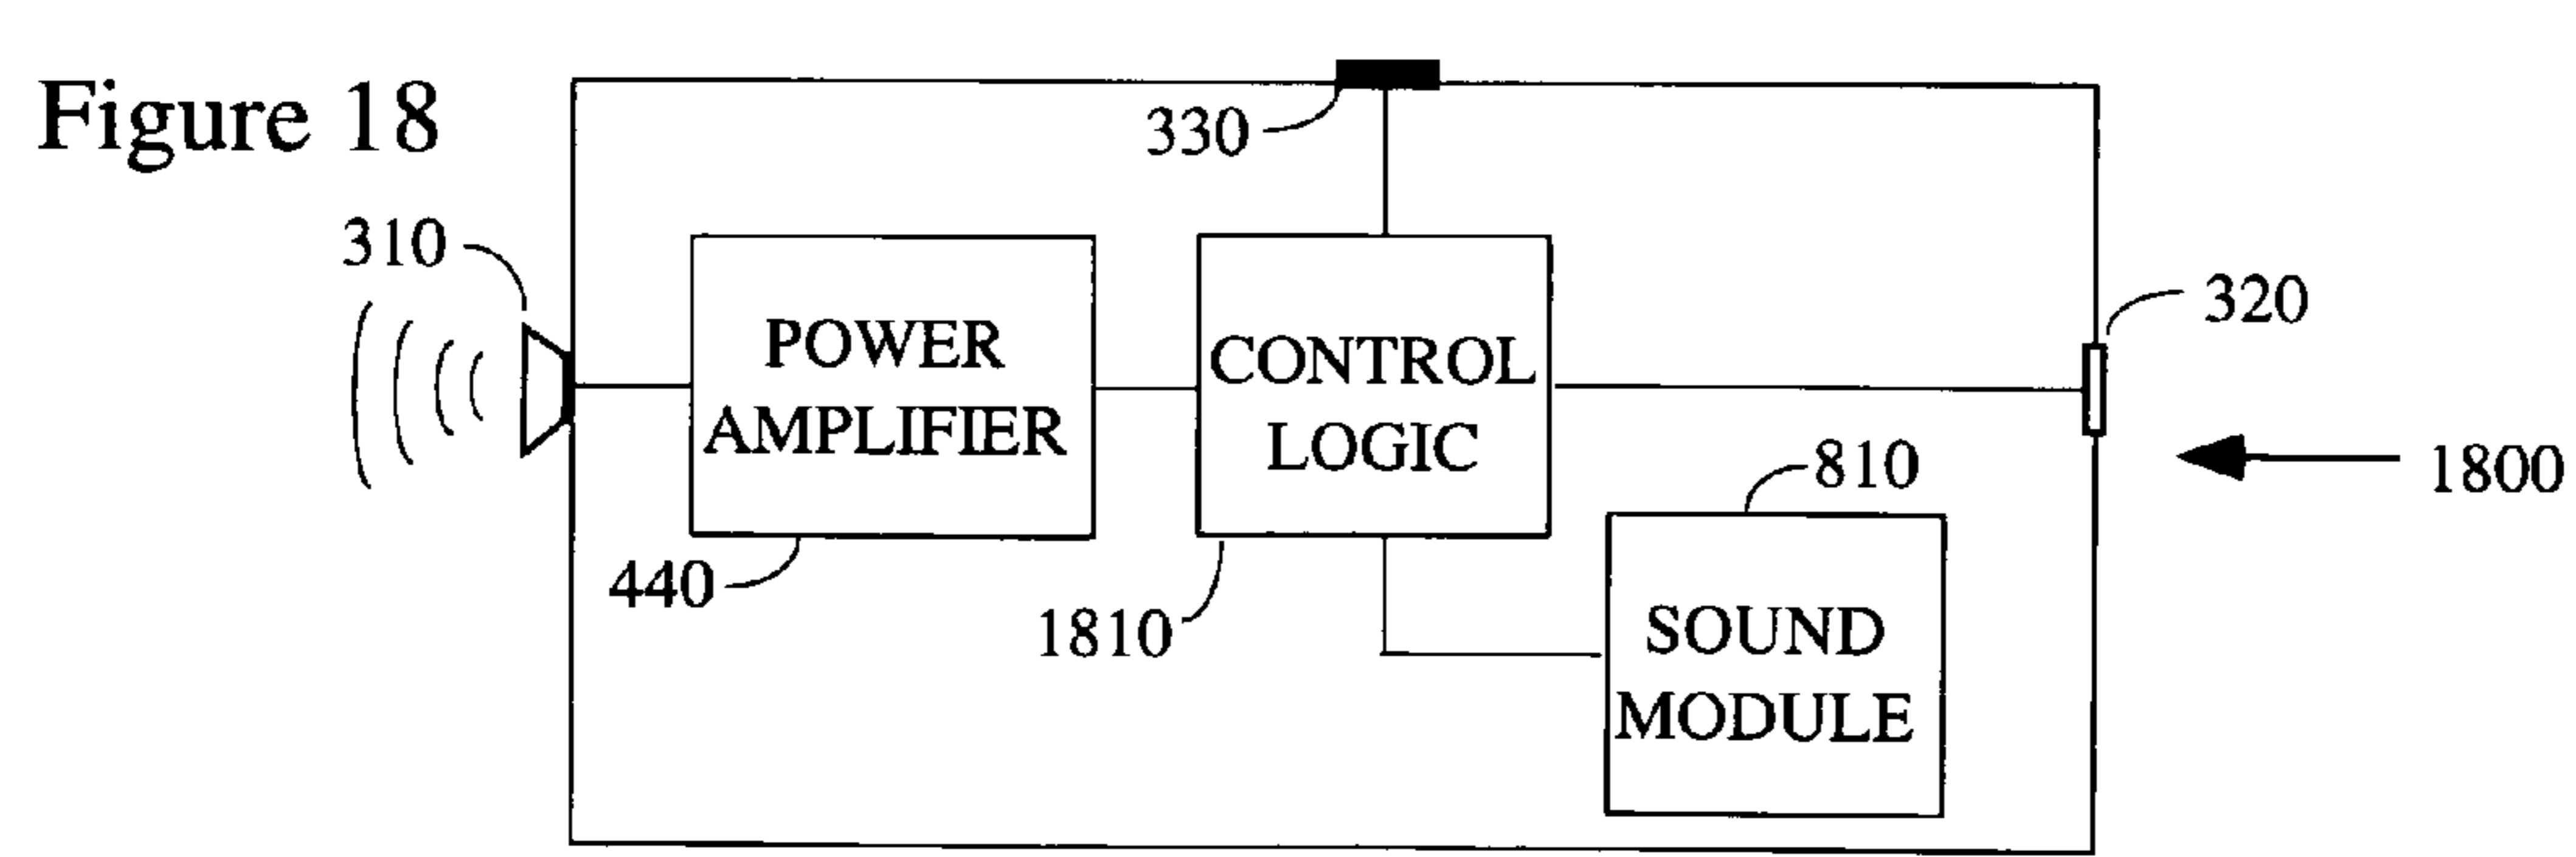 Figure 18
330
310
320
POWER
AMPLIFIER
CONTROL
LOGIC
810
1800
440
1810
SOUND
MODULE